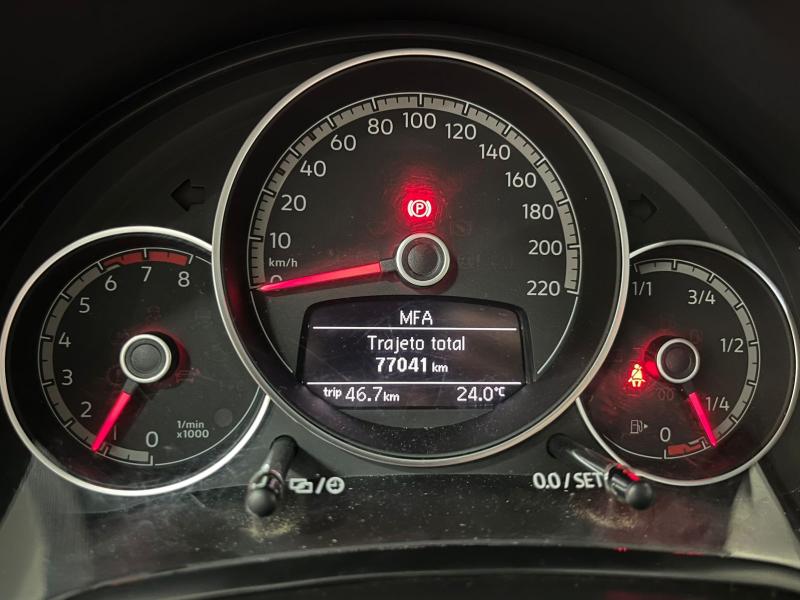 0
10
20
40
60
80
100
120
140
160
180
200
220
km/h
P
MFA
Trajeto total
77041 km
trip 46.7 km
24.0°C
0
1
2
3
4
5
6
7
8
1/min
x1000
1/1
3/4
1/2
1/4
0
0.0 / SET